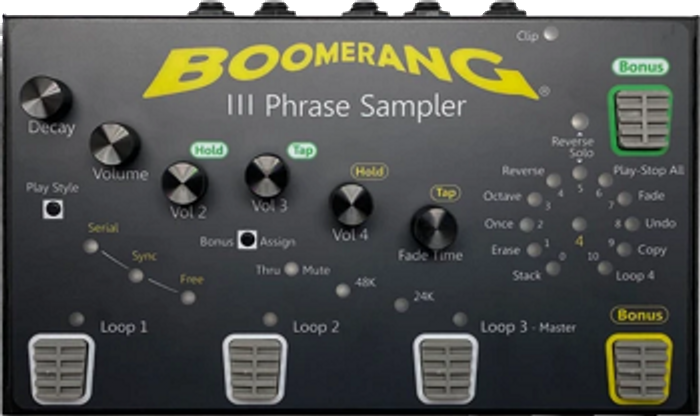 Clip
BOOMERANG®
III Phrase Sampler
Bonus
Decay
Volume
Hold
Tap
Vol 2
Vol 3
Hold
Tap
Vol 4
Fade Time
Play Style
Serial
Sync
Free
Bonus Assign
Thru Mute
48K
24K
Reverse
Solo
Reverse
Play-Stop All
4 5 6
Octave 3
7 Fade
Once 2
8 Undo
Erase 1
4
9 Copy
Stack 0
10 Loop 4
Bonus
Loop 1
Loop 2
Loop 3 - Master